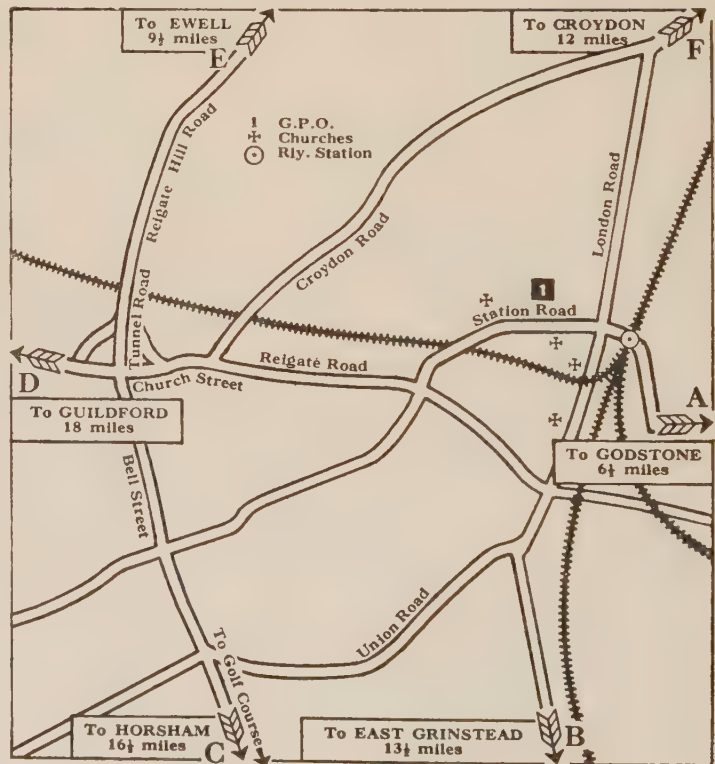 To EWELL
9½ miles
E
To CROYDON
12 miles
F
1 G.P.O.
Churches
Rly. Station
Reigate Hill Road
Croydon Road
London Road
1
Station Road
Tunnel Road
Reigate Road
Church Street
D
To GUILDFORD
18 miles
A
To GODSTONE
6½ miles
Bell Street
Union Road
To Golf Course
To HORSHAM
16½ miles
C
To EAST GRINSTEAD
13½ miles
B